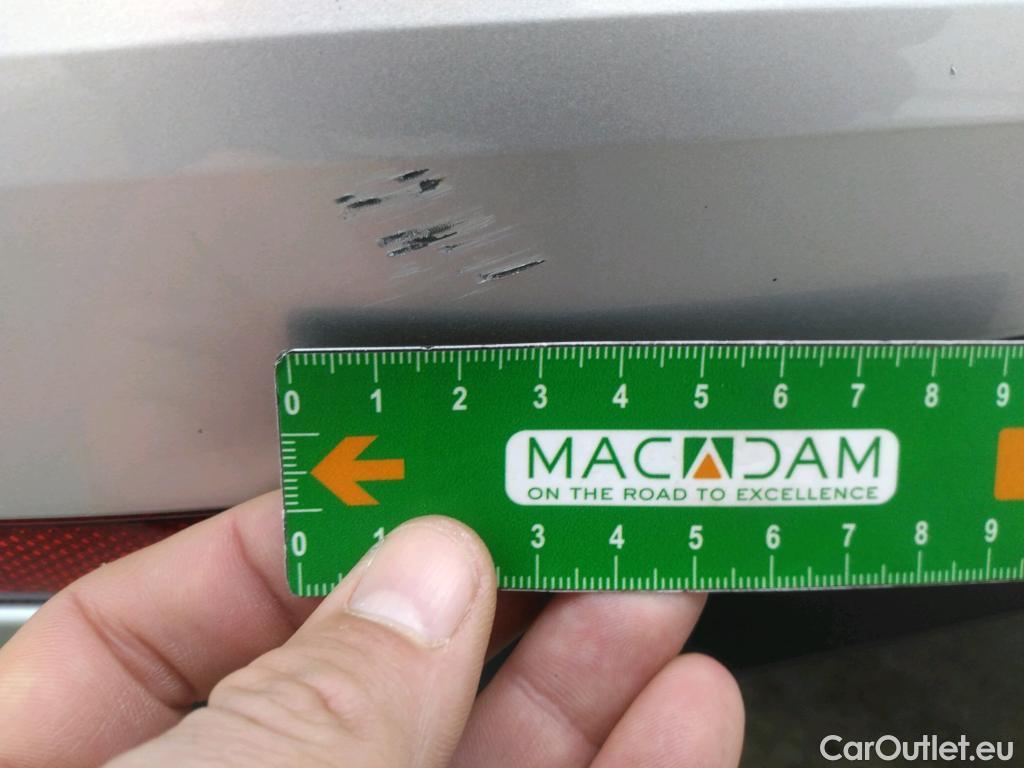 0 1 2 3 4 5 6 7 8 9
MACADAM
ON THE ROAD TO EXCELLENCE
0 1 3 4 5 6 7 8 9
CarOutlet.eu